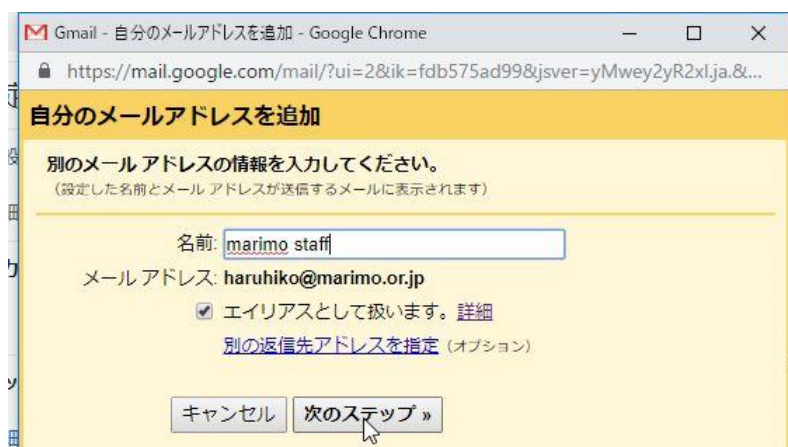 Gmail - 自分のメールアドレスを追加 - Google Chrome
https://mail.google.com/mail/?ui=2&ik=fdb575ad99&jsver=yMwey2yR2xl.ja.&...
自分のメールアドレスを追加
別のメール アドレスの情報を入力してください。
（設定した名前とメール アドレスが送信するメールに表示されます）
名前: marimo staff
メール アドレス: haruhiko@marimo.or.jp
エイリアスとして扱います。 詳細
別の返信先アドレスを指定（オプション）
キャンセル 次のステップ »